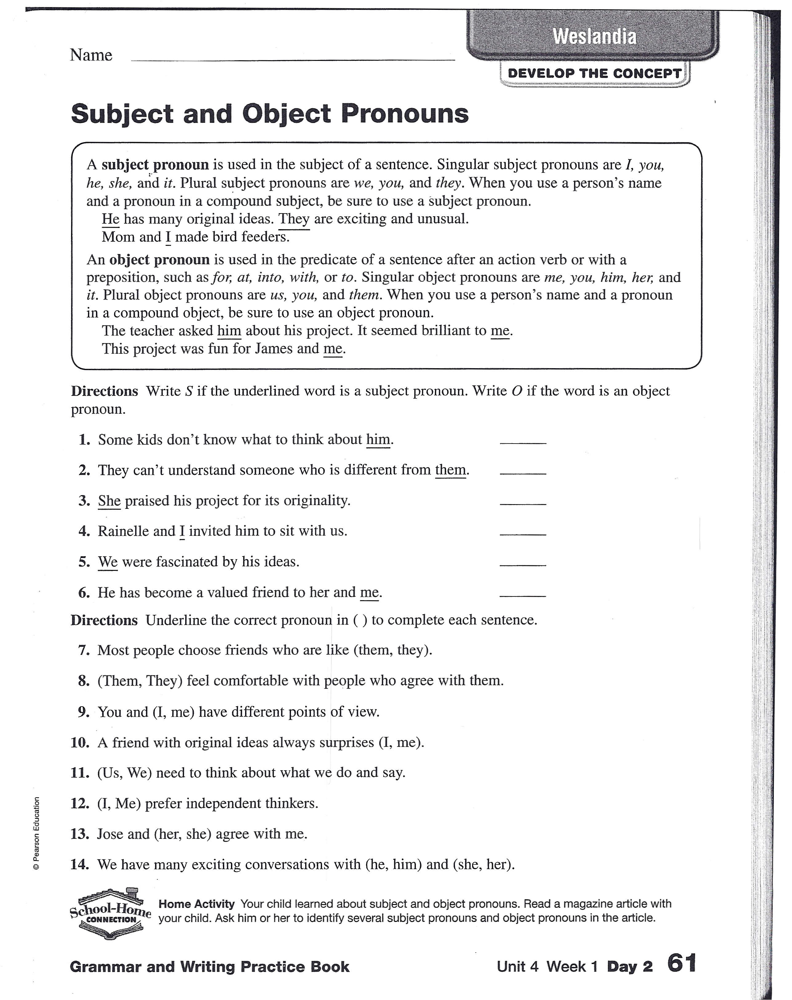 Weslandia
Name
DEVELOP THE CONCEPT
Subject and Object Pronouns
A subject pronoun is used in the subject of a sentence. Singular subject pronouns are I, you,
he, she, and it. Plural subject pronouns are we, you, and they. When you use a person's name
and a pronoun in a compound subject, be sure to use a subject pronoun.
He has many original ideas. They are exciting and unusual.
Mom and I made bird feeders.
An object pronoun is used in the predicate of a sentence after an action verb or with a
preposition, such as for, at, into, with, or to. Singular object pronouns are me, you, him, her, and
it. Plural object pronouns are us, you, and them. When you use a person's name and a pronoun
in a compound object, be sure to use an object pronoun.
The teacher asked him about his project. It seemed brilliant to me.
This project was fun for James and me.
Directions Write S if the underlined word is a subject pronoun. Write O if the word is an object
pronoun.
1. Some kids don't know what to think about him.
2. They can't understand someone who is different from them.
3. She praised his project for its originality.
4. Rainelle and I invited him to sit with us.
5. We were fascinated by his ideas.
6. He has become a valued friend to her and me.
Directions Underline the correct pronoun in ( ) to complete each sentence.
7. Most people choose friends who are like (them, they).
8. (Them, They) feel comfortable with people who agree with them.
9. You and (I, me) have different points of view.
10. A friend with original ideas always surprises (I, me).
11. (Us, We) need to think about what we do and say.
12. (I, Me) prefer independent thinkers.
13. Jose and (her, she) agree with me.
14. We have many exciting conversations with (he, him) and (she, her).
© Pearson Education
School-Home
CONNECTION
Home Activity Your child learned about subject and object pronouns. Read a magazine article with
your child. Ask him or her to identify several subject pronouns and object pronouns in the article.
Grammar and Writing Practice Book
Unit 4 Week 1 Day 2 61